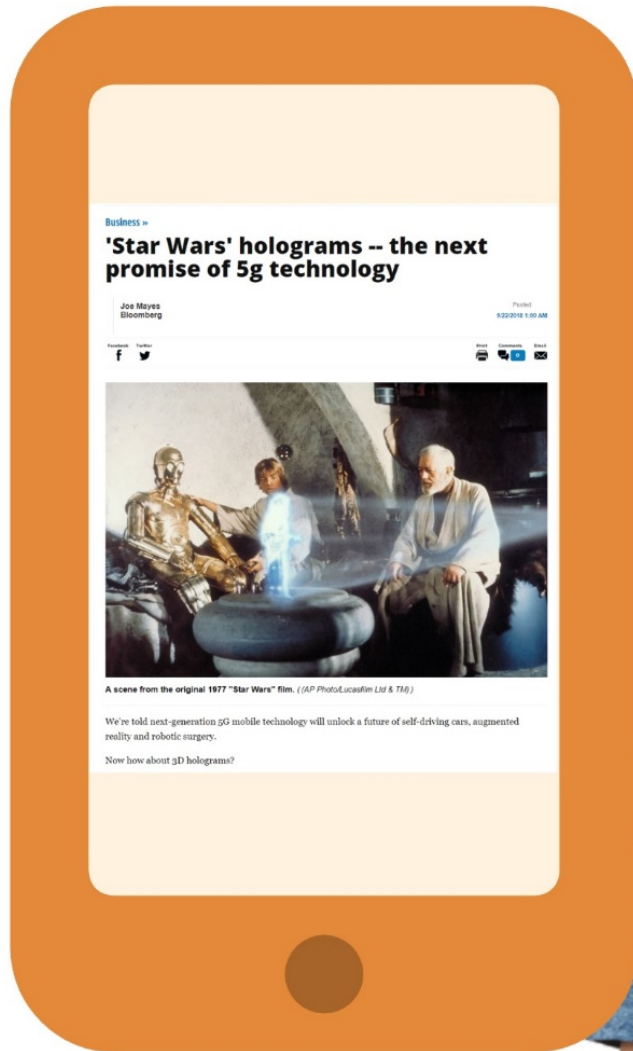 Business »
'Star Wars' holograms -- the next
promise of 5g technology
Joe Mayes
Bloomberg
Posted
9/22/2018 1:00 AM
Facebook Twitter
Print Comments Email
0
A scene from the original 1977 "Star Wars" film. ( (AP Photo/Lucasfilm Ltd & TM) )
We're told next-generation 5G mobile technology will unlock a future of self-driving cars, augmented
reality and robotic surgery.
Now how about 3D holograms?